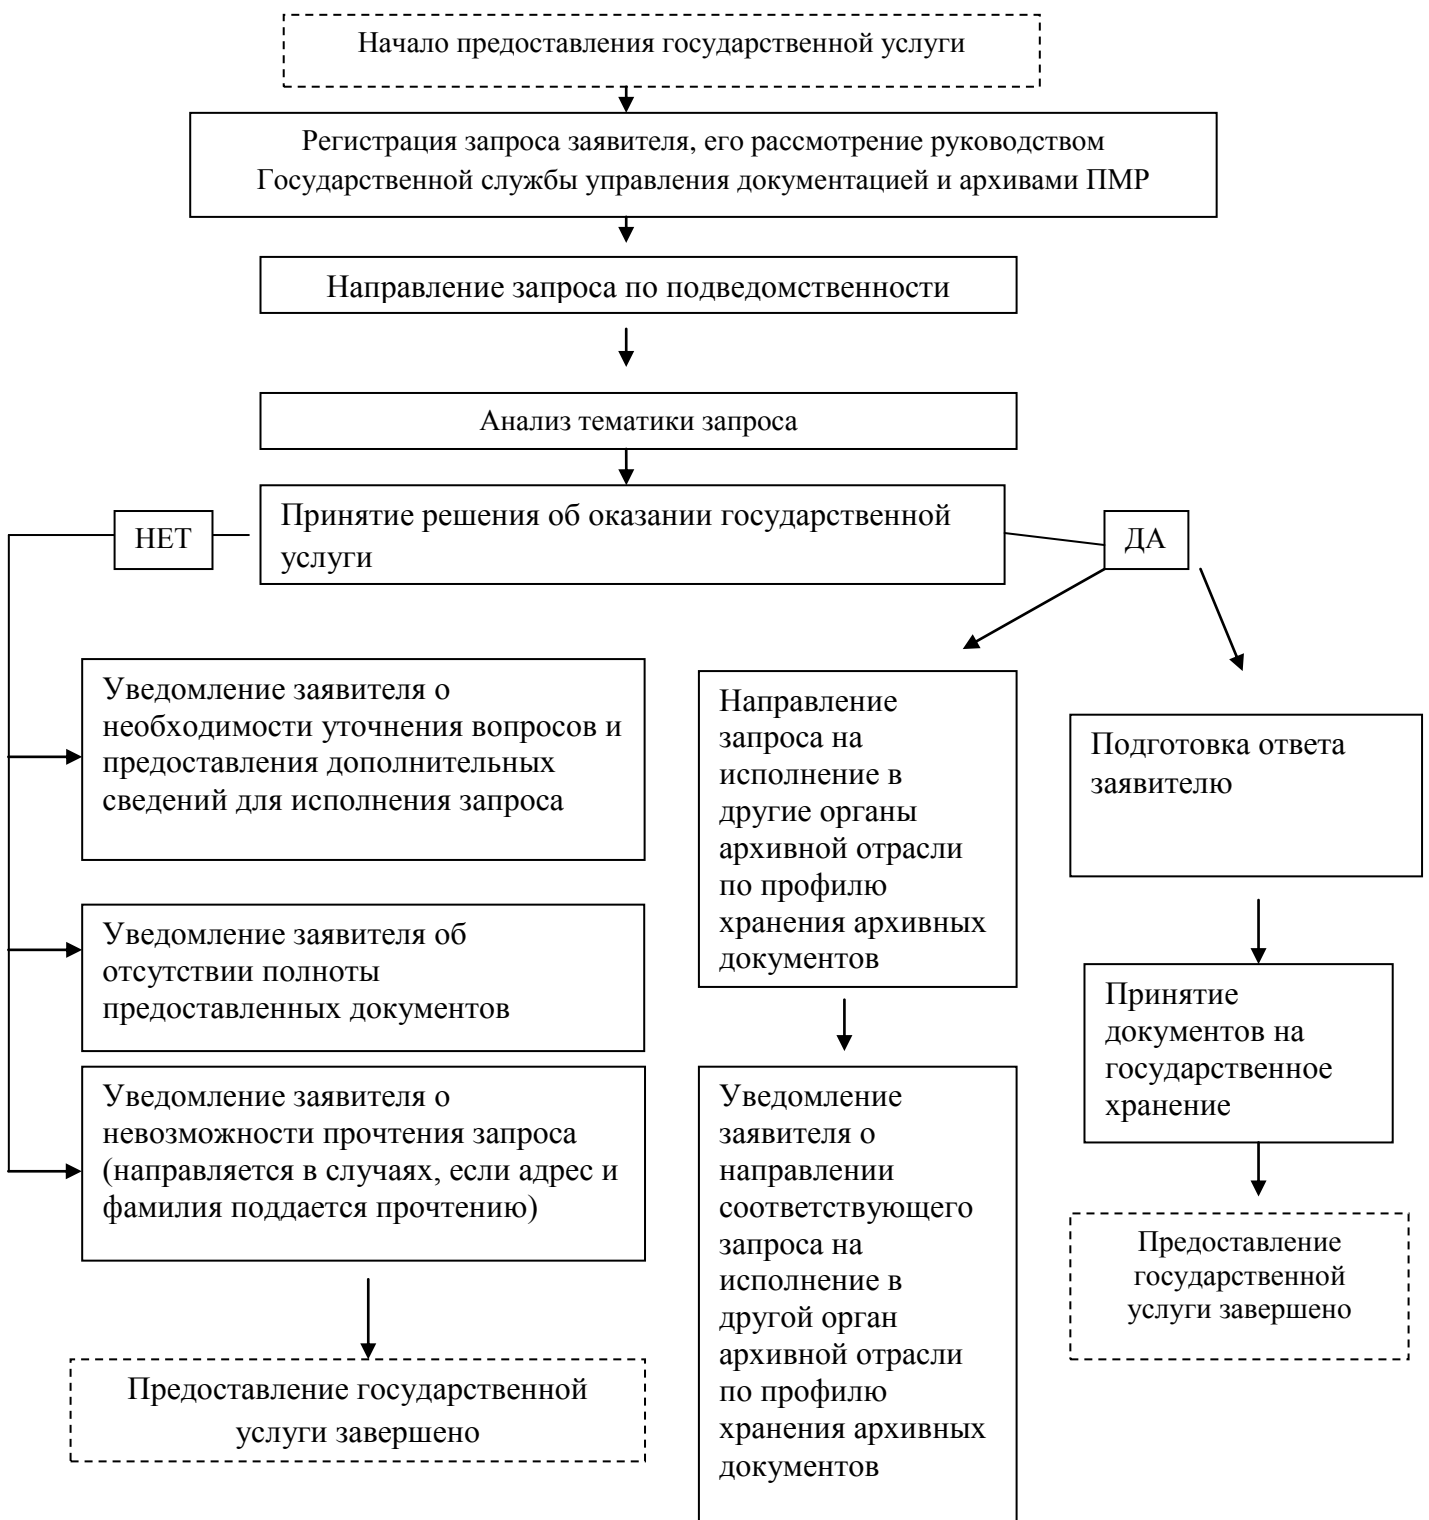 Начало предоставления государственной услуги
Регистрация запроса заявителя, его рассмотрение руководством
Государственной службы управления документацией и архивами ПМР
Направление запроса по подведомственности
Анализ тематики запроса
Принятие решения об оказании государственной
услуги
НЕТ
ДА
Уведомление заявителя о
необходимости уточнения вопросов и
предоставления дополнительных
сведений для исполнения запроса
Уведомление заявителя об
отсутствии полноты
предоставленных документов
Уведомление заявителя о
невозможности прочтения запроса
(направляется в случаях, если адрес и
фамилия поддается прочтению)
Предоставление государственной
услуги завершено
Направление
запроса на
исполнение в
другие органы
архивной отрасли
по профилю
хранения архивных
документов
Уведомление
заявителя о
направлении
соответствующего
запроса на
исполнение в
другой орган
архивной отрасли
по профилю
хранения архивных
документов
Подготовка ответа
заявителю
Принятие
документов на
государственное
хранение
Предоставление
государственной
услуги завершено